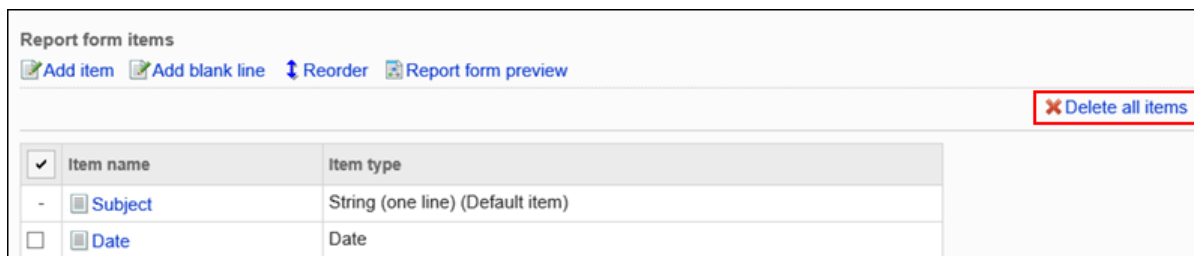 Report form items
Add item Add blank line Reorder Report form preview
Delete all items
Item name Item type
- Subject String (one line) (Default item)
Date Date